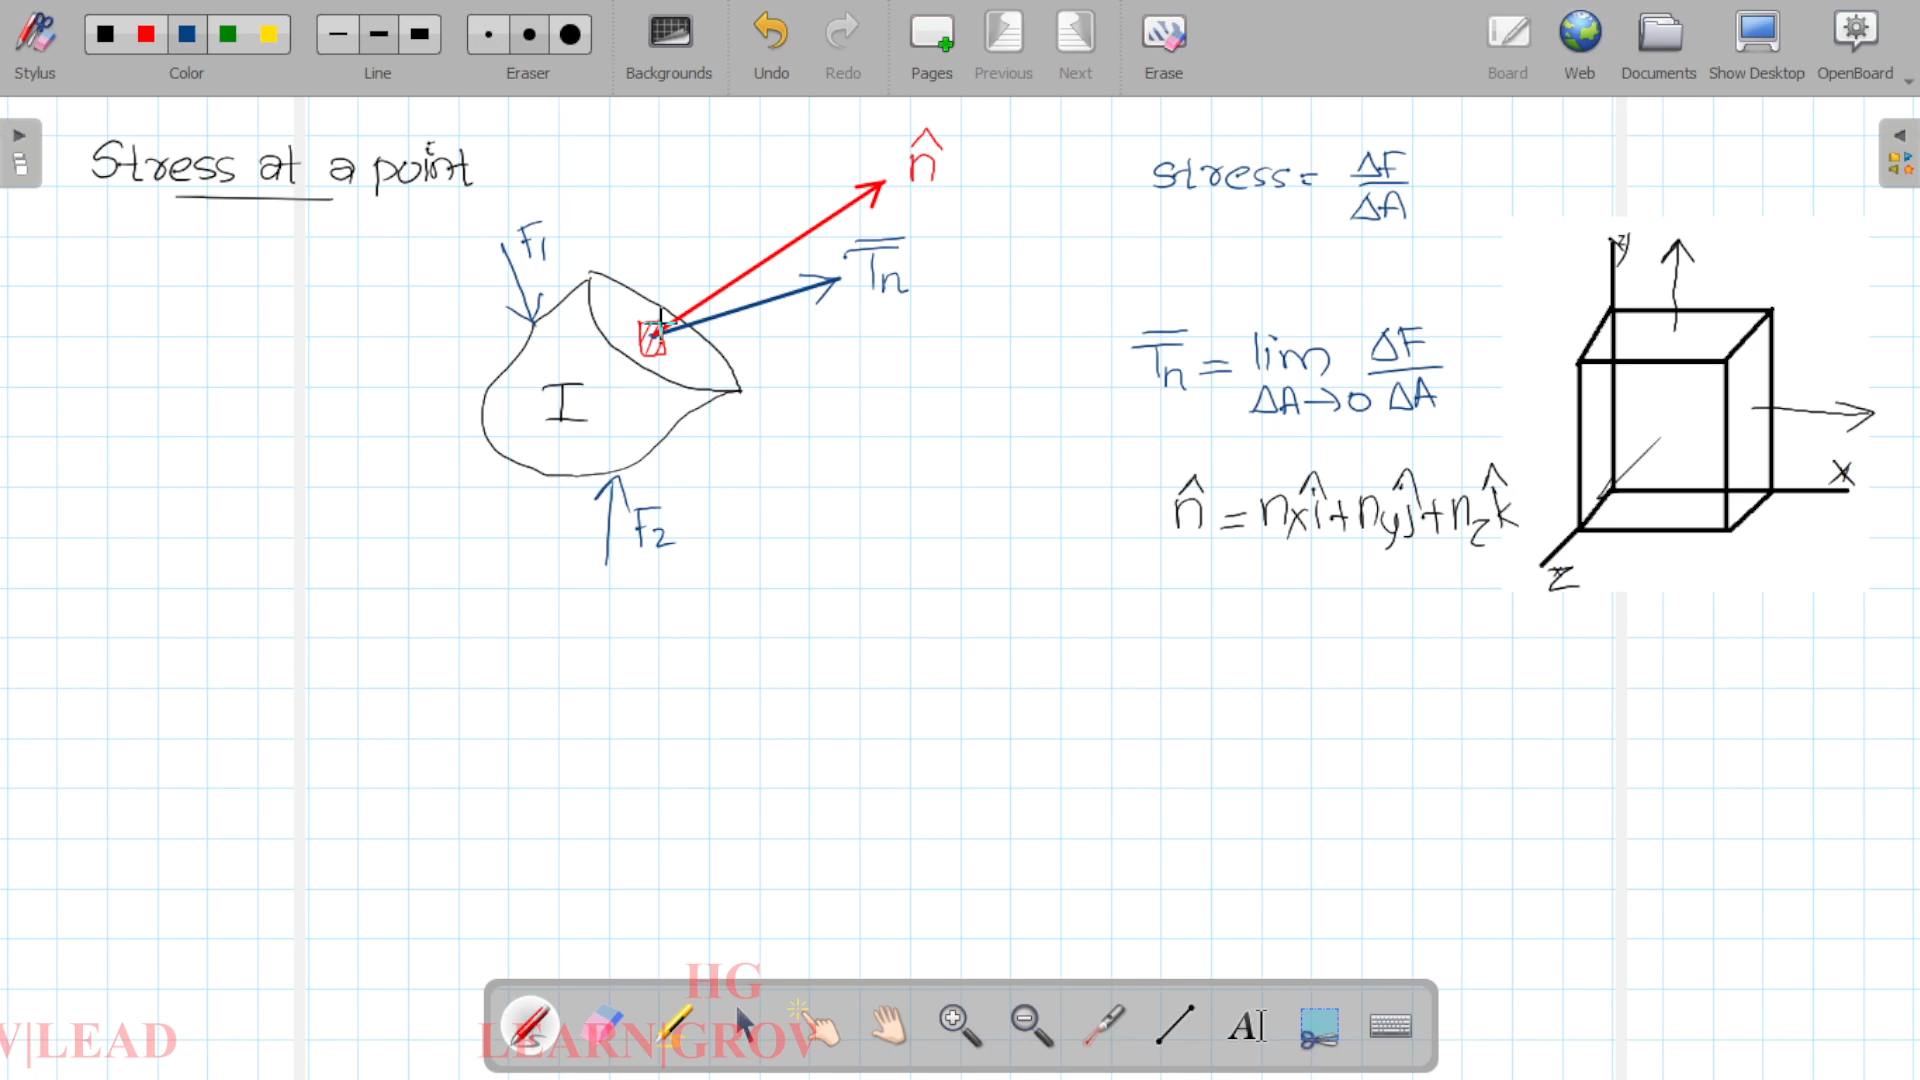 Stylus
Color
Line
Eraser
Backgrounds
Undo
Redo
Pages
Previous
Next
Erase
Board
Web
Documents
Show Desktop
OpenBoard
Stress at a point
n̂
stress = ΔF/ΔA
F1
T̿n
y
T̿n = lim ΔA→0 ΔF/ΔA
I
x
n̂ = nxî + nyĵ + nzk̂
F2
z
HG
V|LEAD
LEARN|GROV
A